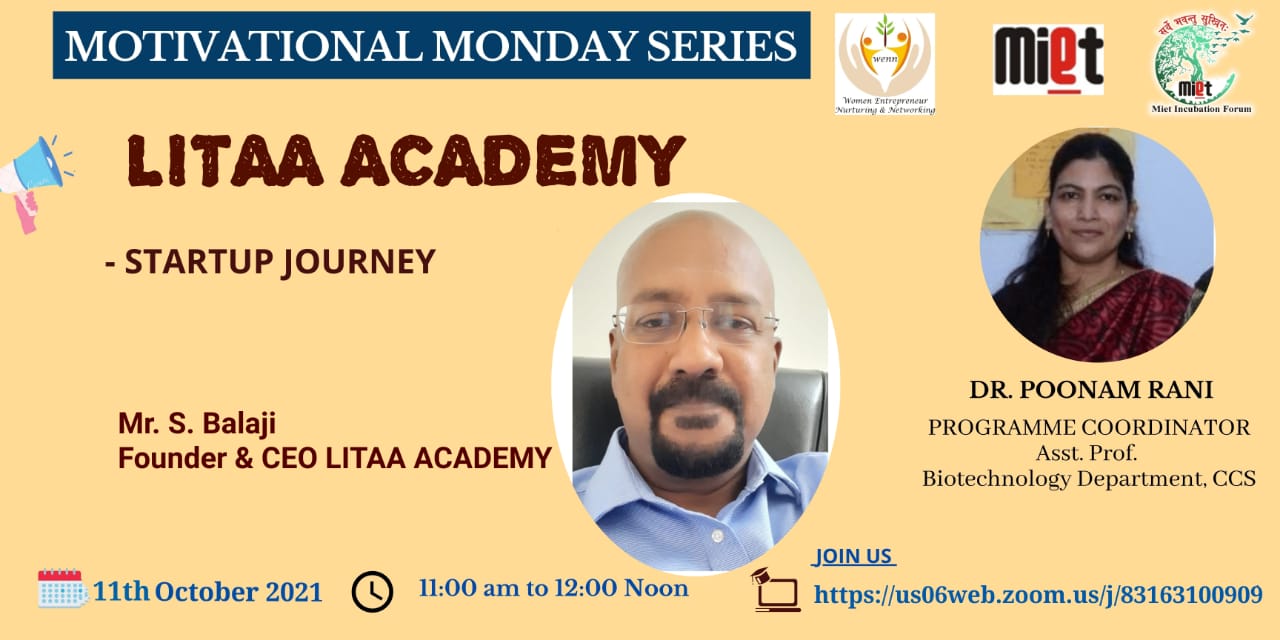 MOTIVATIONAL MONDAY SERIES
wenn
Women Entrepreneur
Nurturing & Networking
miet
सर्वे भवन्तु सुखिनः
miet
Miet Incubation Forum
LITAA ACADEMY
- STARTUP JOURNEY
Mr. S. Balaji
Founder & CEO LITAA ACADEMY
DR. POONAM RANI
PROGRAMME COORDINATOR
Asst. Prof.
Biotechnology Department, CCS
11th October 2021
11:00 am to 12:00 Noon
JOIN US
https://us06web.zoom.us/j/83163100909